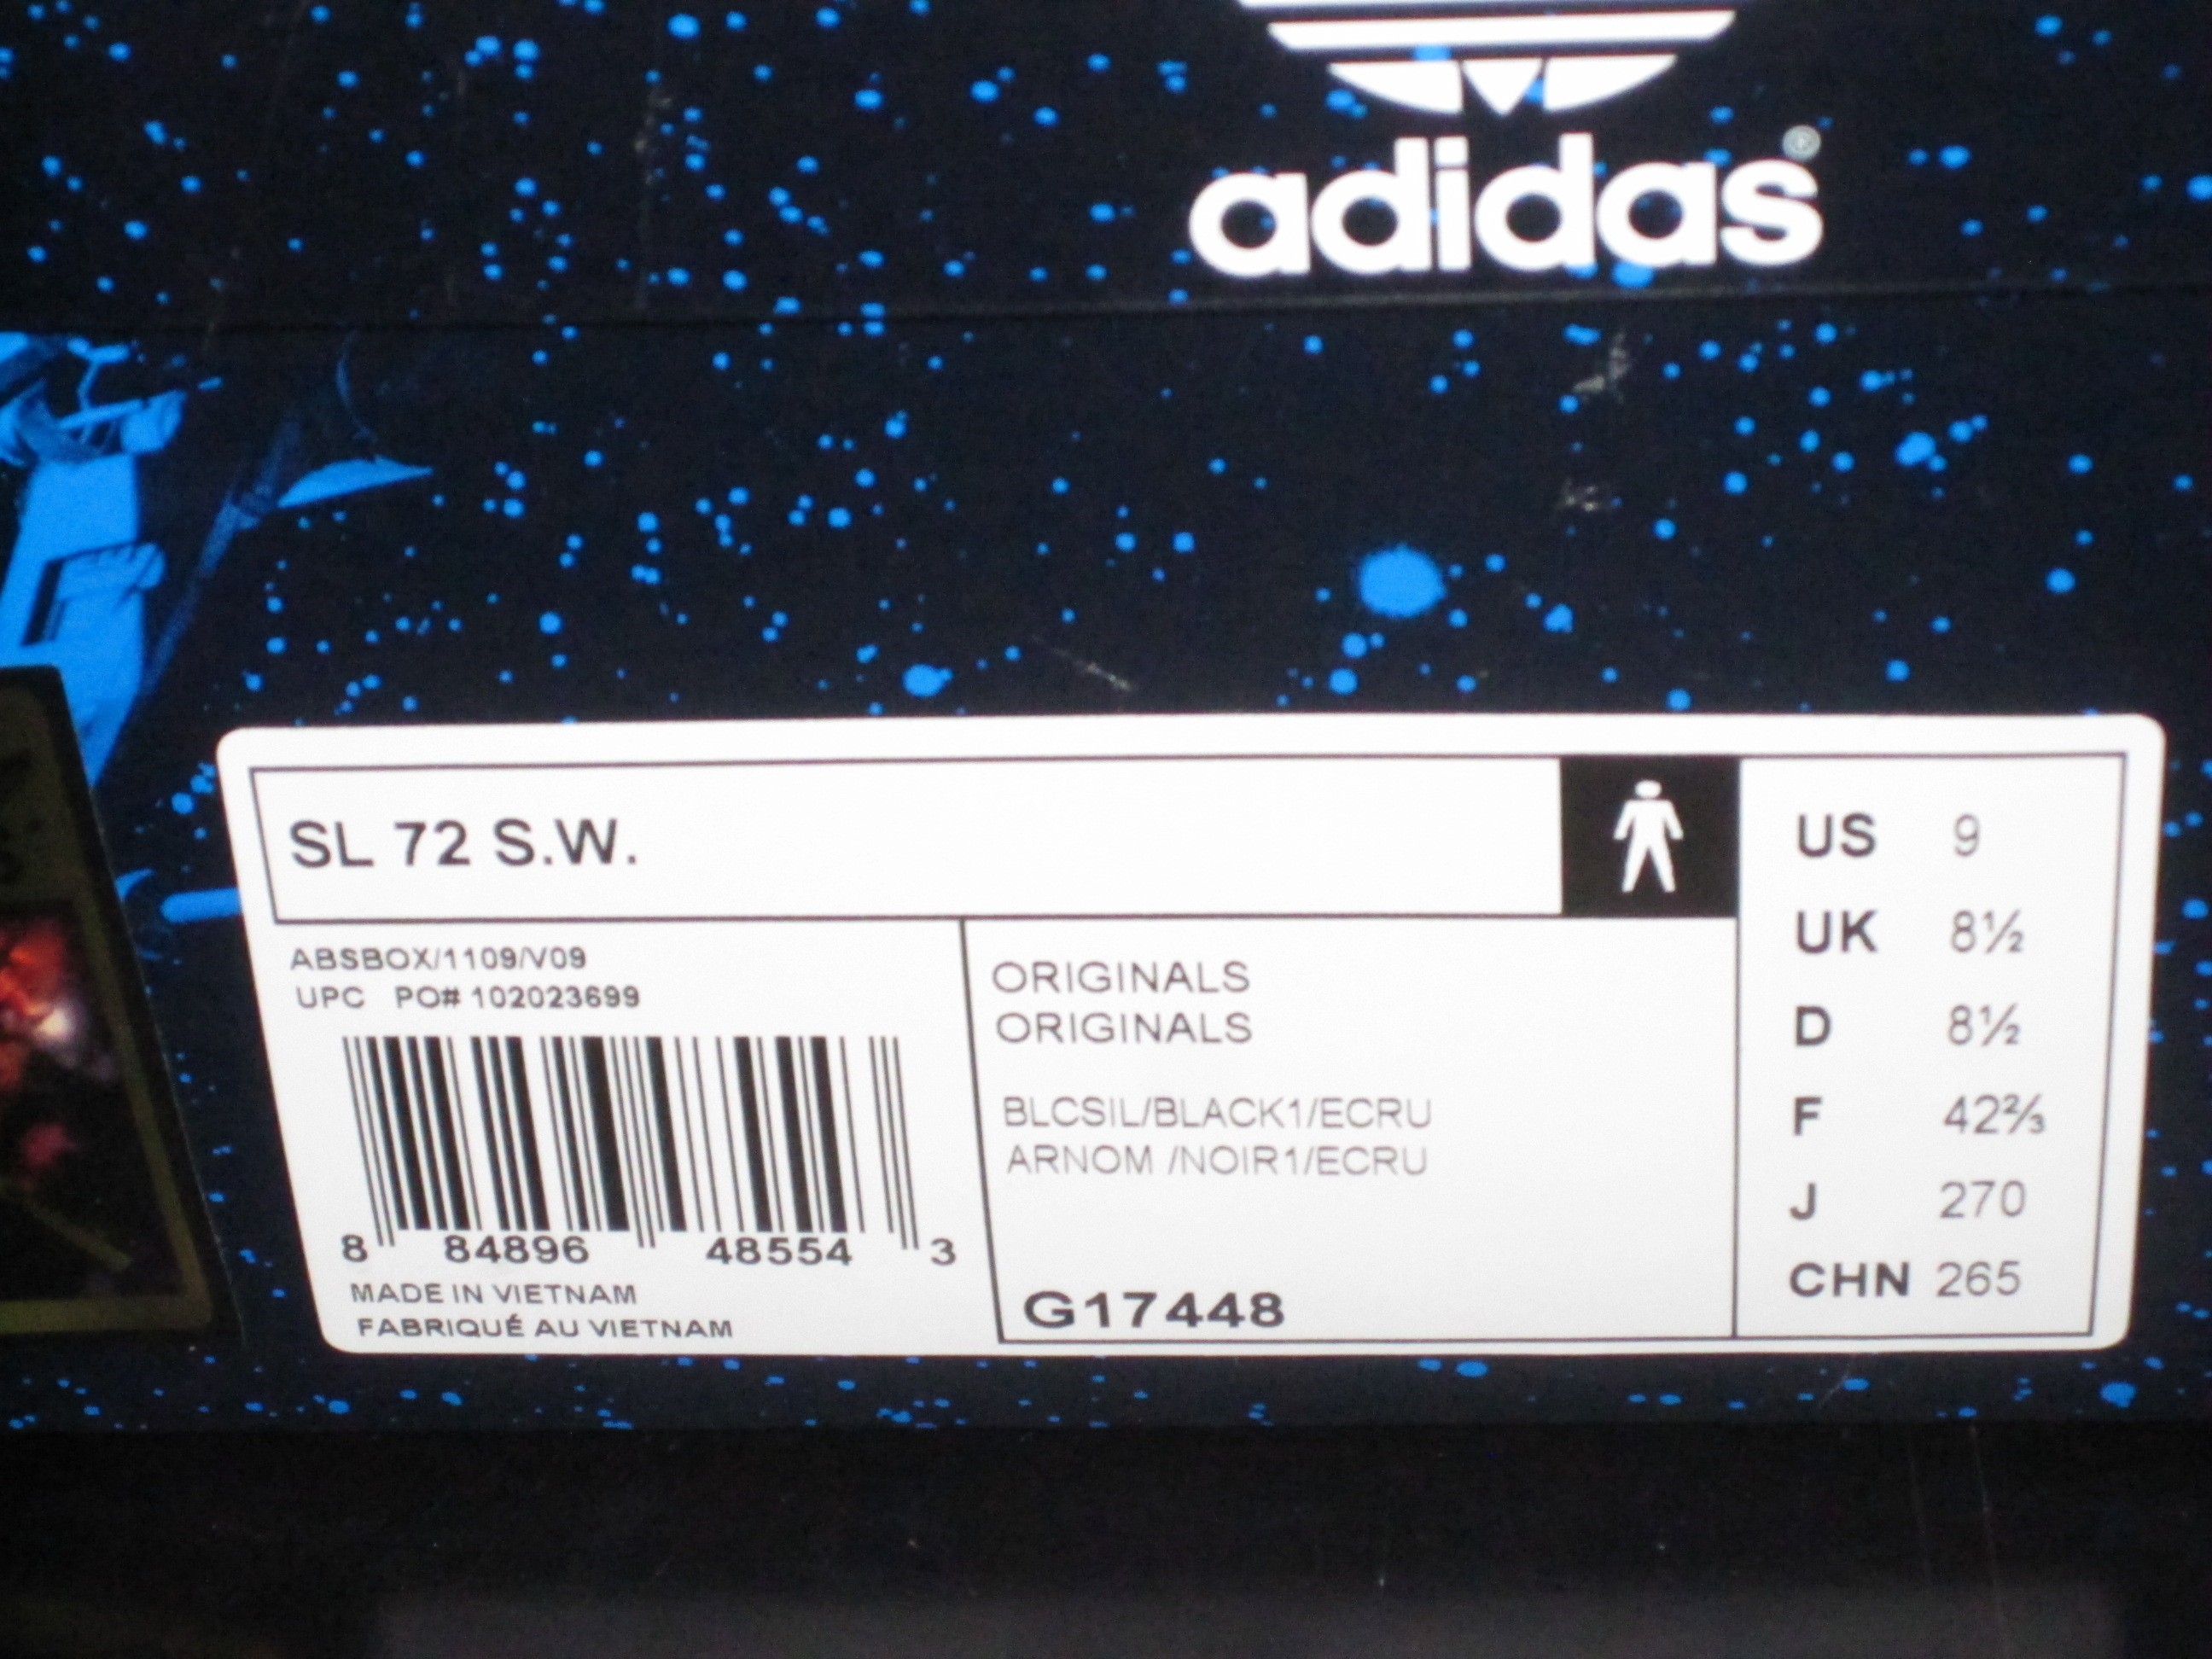 adidas®
SL 72 S.W.
ABSBOX/1109/V09
UPC PO# 102023699
8 84896 48554 3
MADE IN VIETNAM
FABRIQUÉ AU VIETNAM
ORIGINALS
ORIGINALS
BLCSIL/BLACK1/ECRU
ARNOM /NOIR1/ECRU
G17448
US 9
UK 8½
D 8½
F 42⅔
J 270
CHN 265